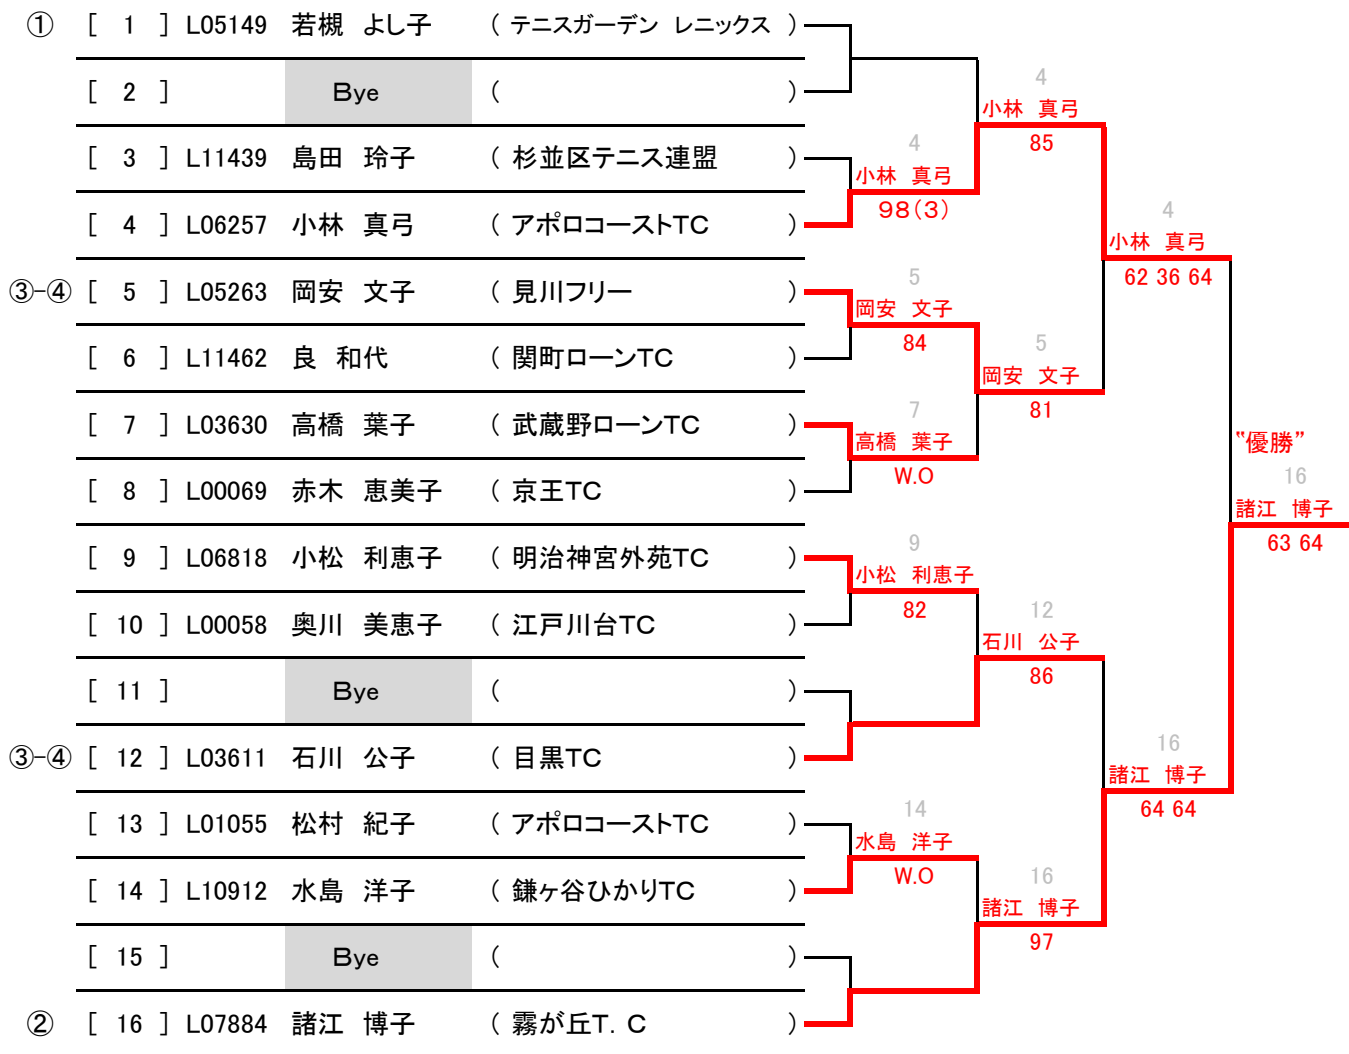 ① [ 1 ] L05149 若槻 よし子 ( テニスガーデン レニックス )
[ 2 ] Bye ( )
4
小林 真弓
85
[ 3 ] L11439 島田 玲子 ( 杉並区テニス連盟 )
4
小林 真弓
98(3)
[ 4 ] L06257 小林 真弓 ( アポロコーストTC )
4
小林 真弓
62 36 64
③-④ [ 5 ] L05263 岡安 文子 ( 見川フリー )
5
岡安 文子
84
[ 6 ] L11462 良 和代 ( 関町ローンTC )
5
岡安 文子
81
[ 7 ] L03630 高橋 葉子 ( 武蔵野ローンTC )
7
高橋 葉子
W.O
[ 8 ] L00069 赤木 恵美子 ( 京王TC )
"優勝"
16
諸江 博子
63 64
[ 9 ] L06818 小松 利恵子 ( 明治神宮外苑TC )
9
小松 利恵子
82
[ 10 ] L00058 奥川 美恵子 ( 江戸川台TC )
12
石川 公子
86
[ 11 ] Bye ( )
③-④ [ 12 ] L03611 石川 公子 ( 目黒TC )
16
諸江 博子
64 64
[ 13 ] L01055 松村 紀子 ( アポロコーストTC )
14
水島 洋子
W.O
[ 14 ] L10912 水島 洋子 ( 鎌ヶ谷ひかりTC )
16
諸江 博子
97
[ 15 ] Bye ( )
② [ 16 ] L07884 諸江 博子 ( 霧が丘T．C )